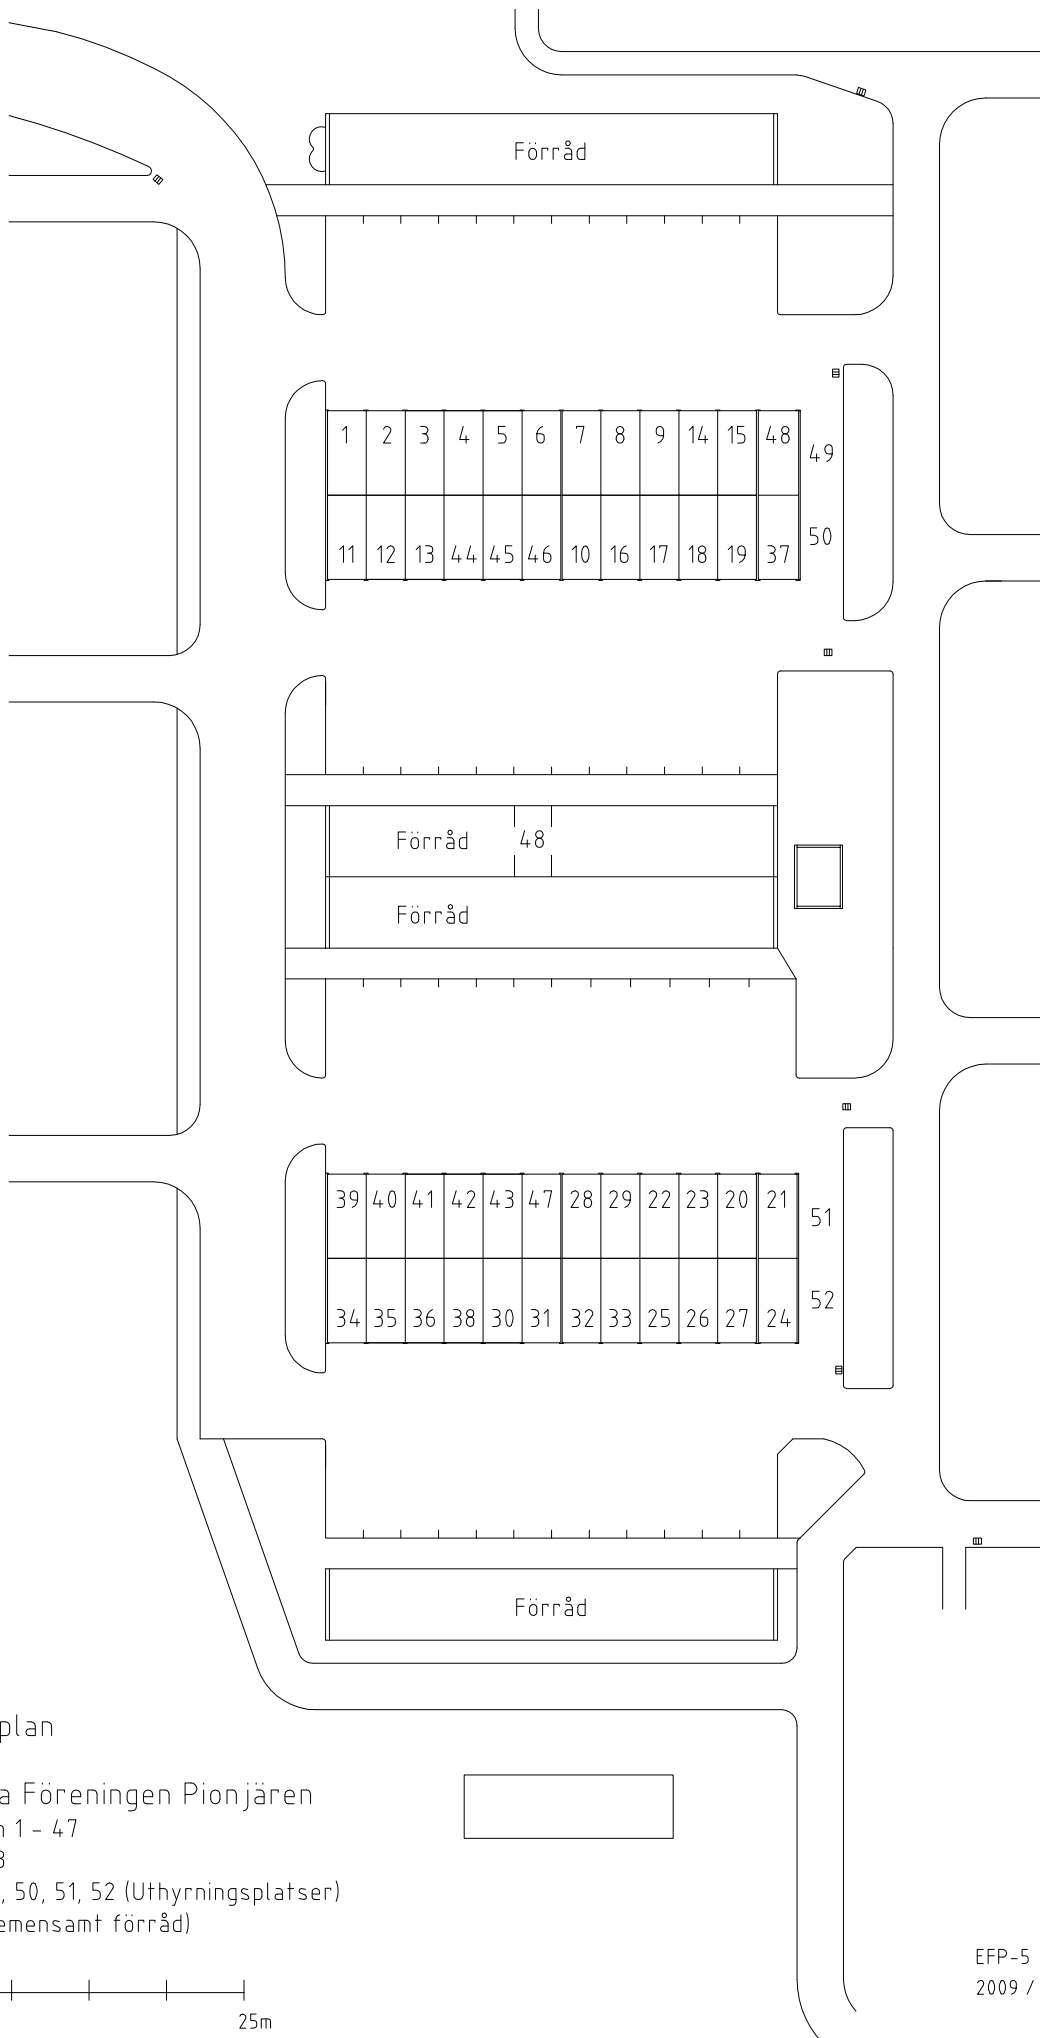 Förråd
1 2 3 4 5 6 7 8 9 14 15 48
49
11 12 13 44 45 46 10 16 17 18 19 37
50
Förråd 48
Förråd
39 40 41 42 43 47 28 29 22 23 20 21
51
34 35 36 38 30 31 32 33 25 26 27 24
52
Förråd
plan
a Föreningen Pionjären
n 1 - 47
8
, 50, 51, 52 (Uthyrningsplatser)
emensamt förråd)
25m
EFP-5
2009 /